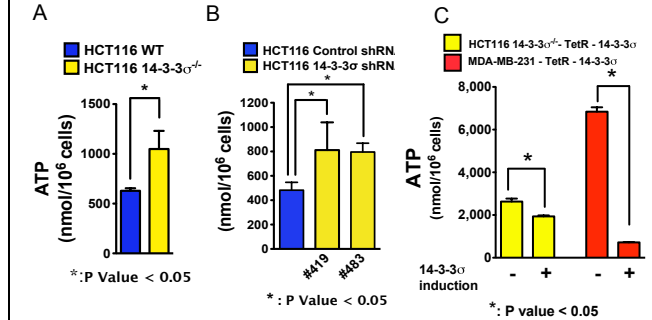 A
HCT116 WT
HCT116 14-3-3σ-/-
ATP
(nmol/10⁶ cells)
1500
1000
500
0
*
*:P Value < 0.05
B
HCT116 Control shRNA
HCT116 14-3-3σ shRNA
(nmol/10⁶ cells)
1200
1000
800
600
400
200
0
*
*
#419
#483
*: P Value < 0.05
C
HCT116 14-3-3σ-/-- TetR - 14-3-3σ
MDA-MB-231 - TetR - 14-3-3σ
ATP
(nmol/10⁶ cells)
8,000
6,000
4,000
2,000
0
*
*
14-3-3σ induction
- + - +
*: P value < 0.05